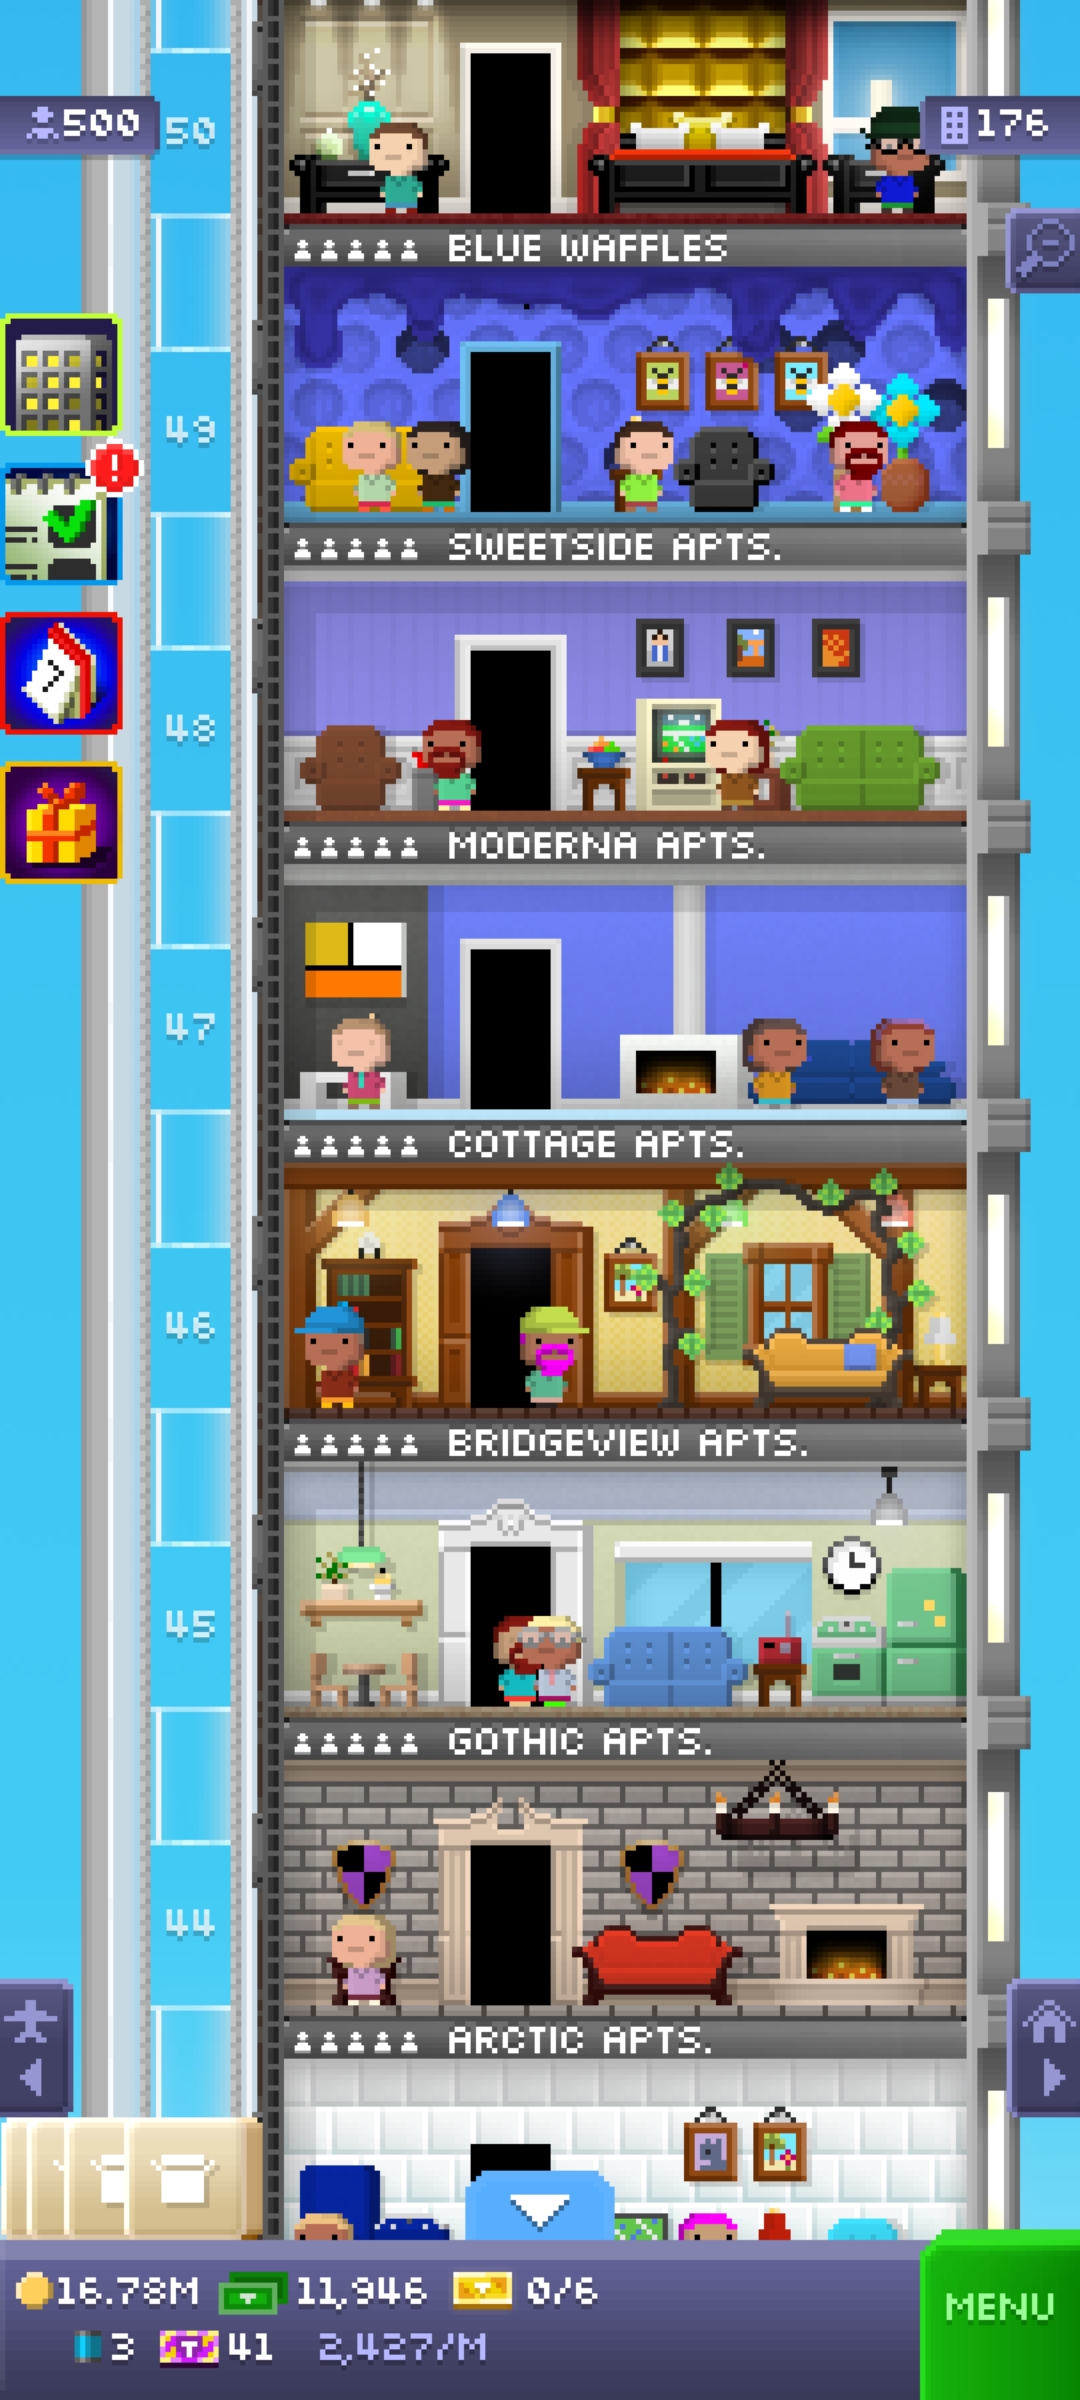 500
50
176
BLUE WAFFLES
49
SWEETSIDE APTS.
48
MODERNA APTS.
47
COTTAGE APTS.
46
BRIDGEVIEW APTS.
45
GOTHIC APTS.
44
ARCTIC APTS.
16.78M 11,946 0/6
3 41 2,427/M
MENU